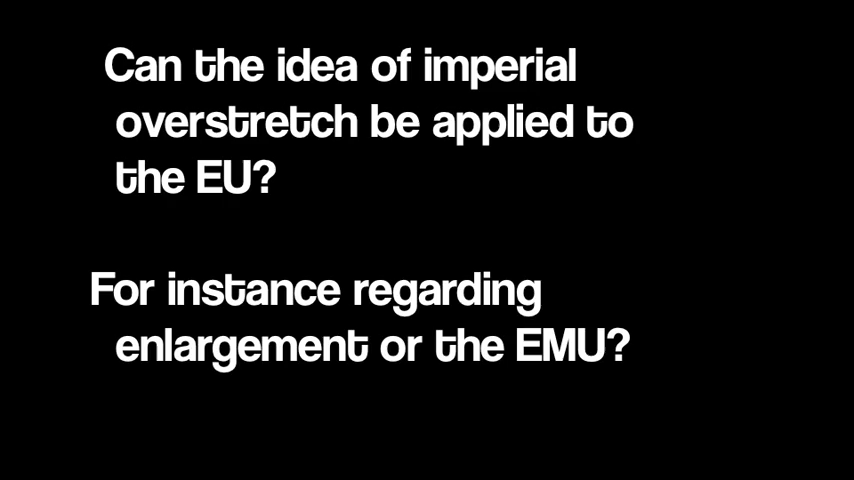 Can the idea of imperial
overstretch be applied to
the EU?
For instance regarding
enlargement or the EMU?